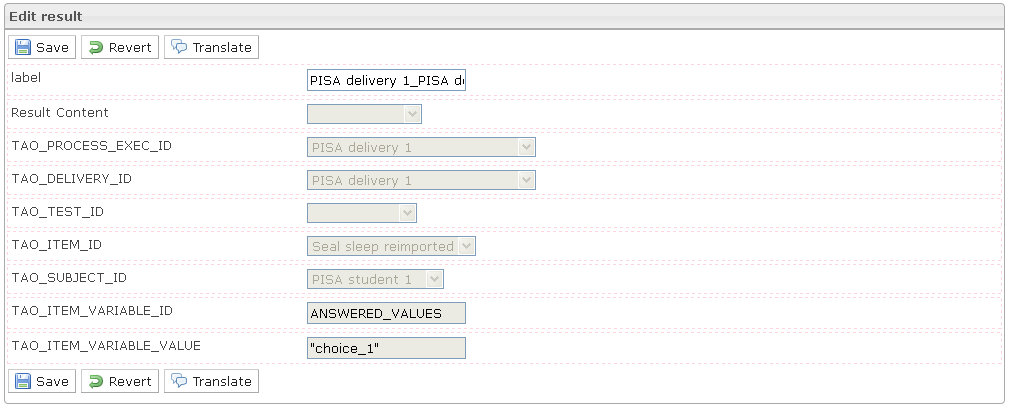 Edit result
Save Revert Translate
label PISA delivery 1_PISA d
Result Content
TAO_PROCESS_EXEC_ID PISA delivery 1
TAO_DELIVERY_ID PISA delivery 1
TAO_TEST_ID
TAO_ITEM_ID Seal sleep reimported
TAO_SUBJECT_ID PISA student 1
TAO_ITEM_VARIABLE_ID ANSWERED_VALUES
TAO_ITEM_VARIABLE_VALUE "choice_1"
Save Revert Translate